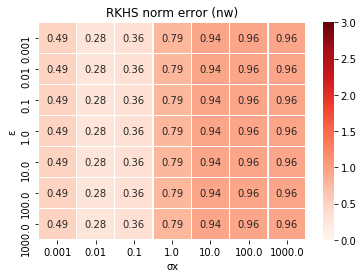 RKHS norm error (nw)
0.001 0.49 0.28 0.36 0.79 0.94 0.96 0.96
0.01 0.49 0.28 0.36 0.79 0.94 0.96 0.96
0.1 0.49 0.28 0.36 0.79 0.94 0.96 0.96
1.0 0.49 0.28 0.36 0.79 0.94 0.96 0.96
10.0 0.49 0.28 0.36 0.79 0.94 0.96 0.96
100.0 0.49 0.28 0.36 0.79 0.94 0.96 0.96
1000.0 0.49 0.28 0.36 0.79 0.94 0.96 0.96
0.001 0.01 0.1 1.0 10.0 100.0 1000.0
σx
ε
3.0
2.5
2.0
1.5
1.0
0.5
0.0